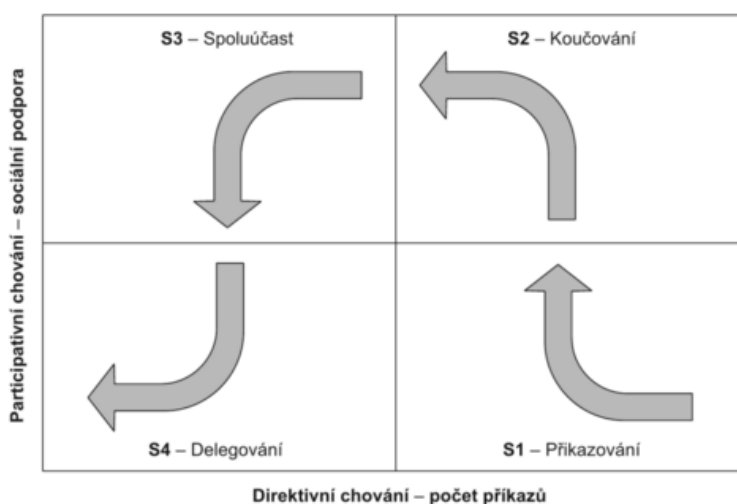 S3 – Spoluúčast
S2 – Koučování
Participativní chování – sociální podpora
S4 – Delegování
S1 – Přikazování
Direktivní chování – počet příkazů